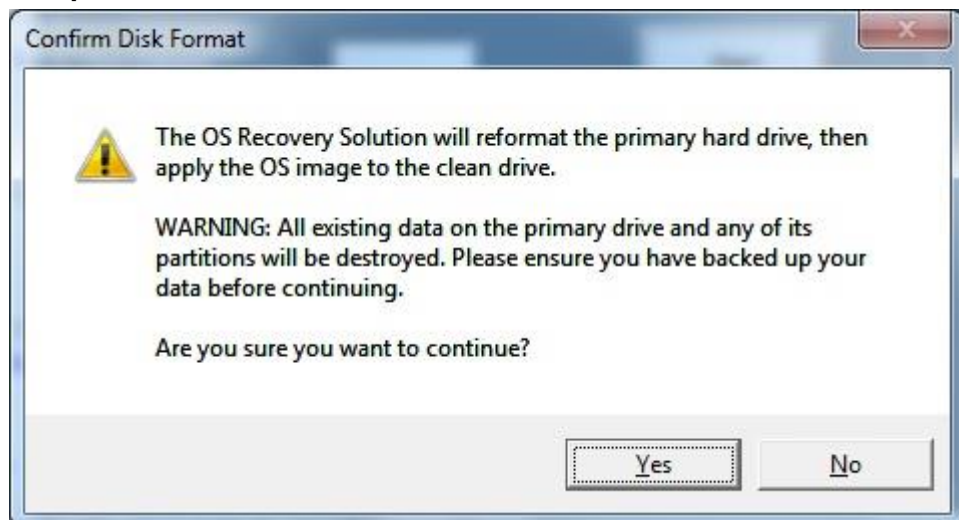 Confirm Disk Format
The OS Recovery Solution will reformat the primary hard drive, then
apply the OS image to the clean drive.
WARNING: All existing data on the primary drive and any of its
partitions will be destroyed. Please ensure you have backed up your
data before continuing.
Are you sure you want to continue?
Yes
No